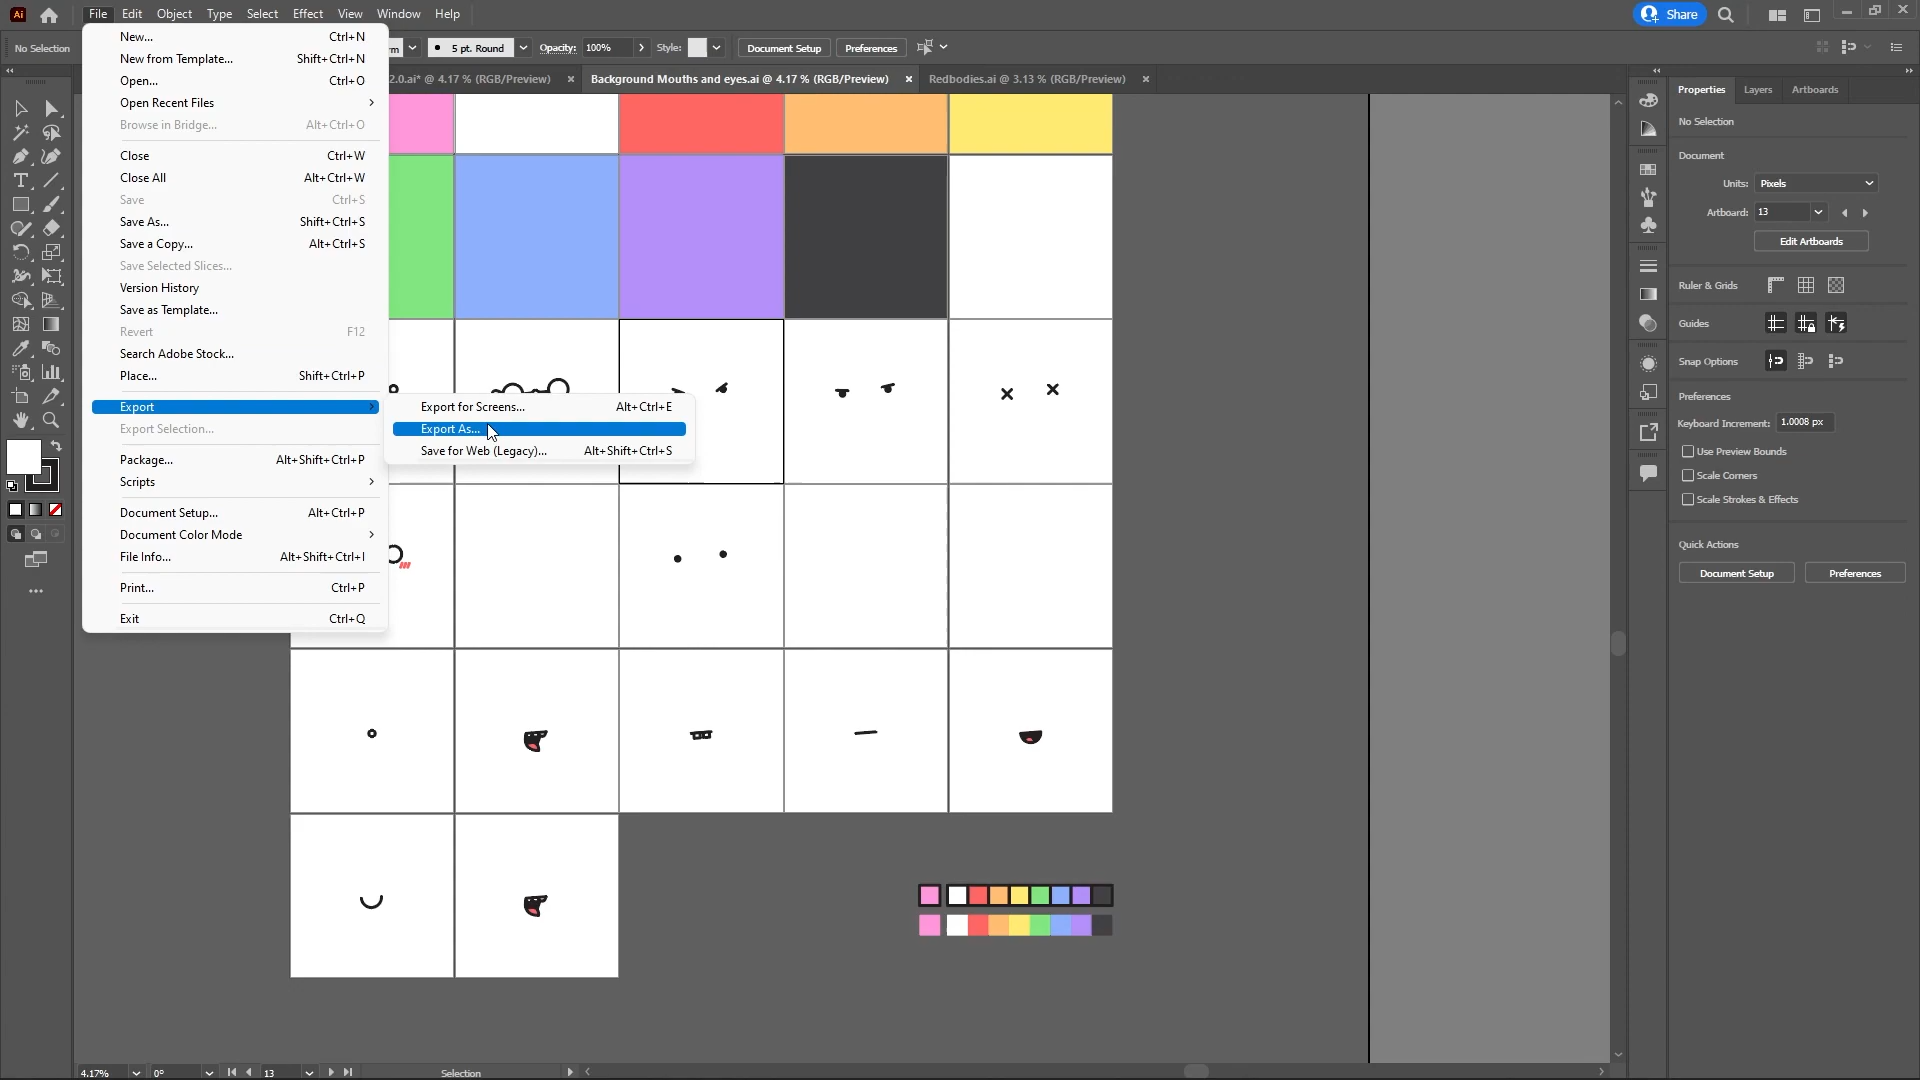 Ai File Edit Object Type Select Effect View Window Help Share
No Selection 5 pt. Round Opacity: 100% Style: Document Setup Preferences
2.0.ai* @ 4.17 % (RGB/Preview) × Background Mouths and eyes.ai @ 4.17 % (RGB/Preview) × Redbodies.ai @ 3.13 % (RGB/Preview) ×
New... Ctrl+N
New from Template... Shift+Ctrl+N
Open... Ctrl+O
Open Recent Files
Browse in Bridge... Alt+Ctrl+O
Close Ctrl+W
Close All Alt+Ctrl+W
Save Ctrl+S
Save As... Shift+Ctrl+S
Save a Copy... Alt+Ctrl+S
Save Selected Slices...
Version History
Save as Template...
Revert F12
Search Adobe Stock...
Place... Shift+Ctrl+P
Export
Export Selection...
Package... Alt+Shift+Ctrl+P
Scripts
Document Setup... Alt+Ctrl+P
Document Color Mode
File Info... Alt+Shift+Ctrl+I
Print... Ctrl+P
Exit Ctrl+Q
Export for Screens... Alt+Ctrl+E
Export As...
Save for Web (Legacy)... Alt+Shift+Ctrl+S
Properties Layers Artboards
No Selection
Document
Units: Pixels
Artboard: 13
Edit Artboards
Ruler & Grids
Guides
Snap Options
Preferences
Keyboard Increment: 1.0008 px
Use Preview Bounds
Scale Corners
Scale Strokes & Effects
Quick Actions
Document Setup Preferences
4.17% 0° 13 Selection